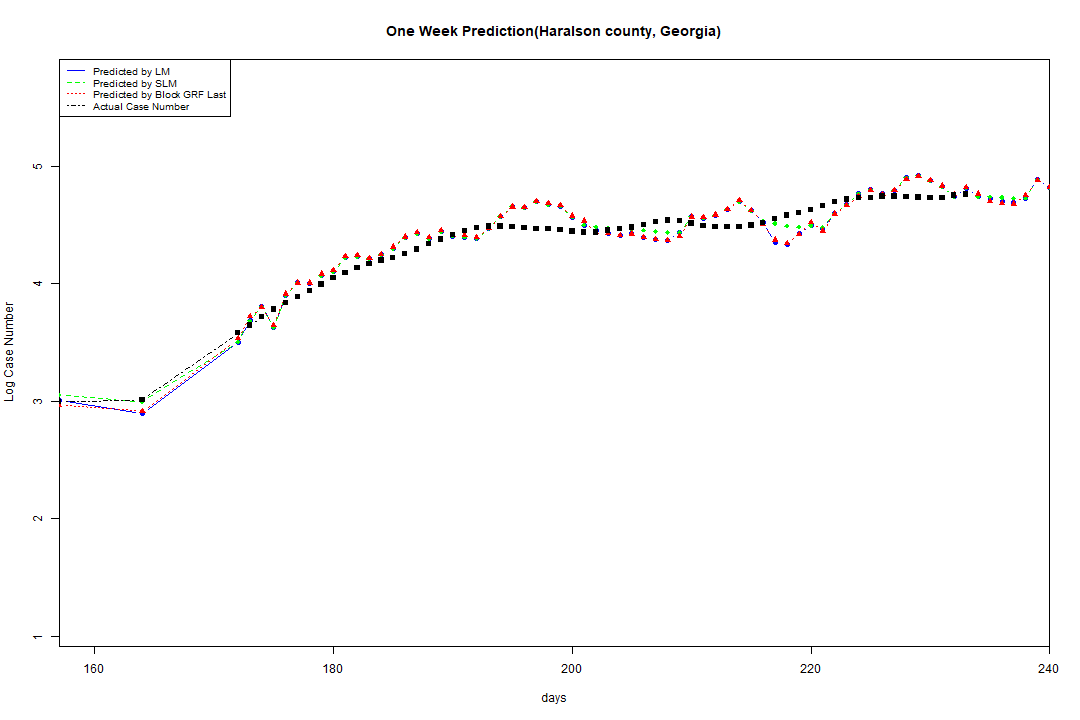 One Week Prediction(Haralson county, Georgia)
Predicted by LM
Predicted by SLM
Predicted by Block GRF Last
Actual Case Number
5
4
3
2
1
Log Case Number
160 180 200 220 240
days